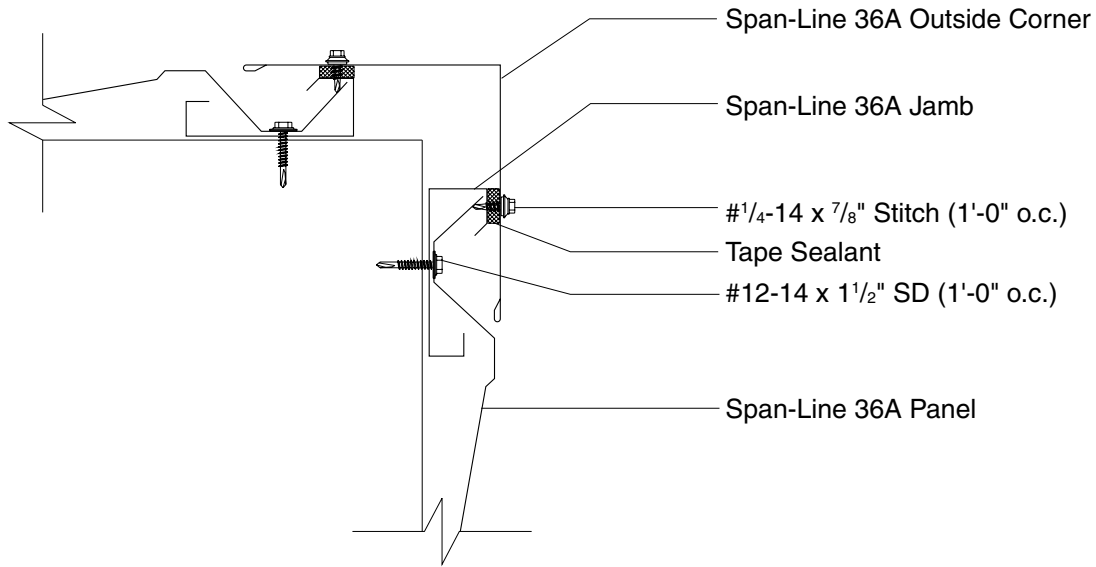 Span-Line 36A Outside Corner
Span-Line 36A Jamb
#1/4-14 x 7/8" Stitch (1'-0" o.c.)
Tape Sealant
#12-14 x 1 1/2" SD (1'-0" o.c.)
Span-Line 36A Panel